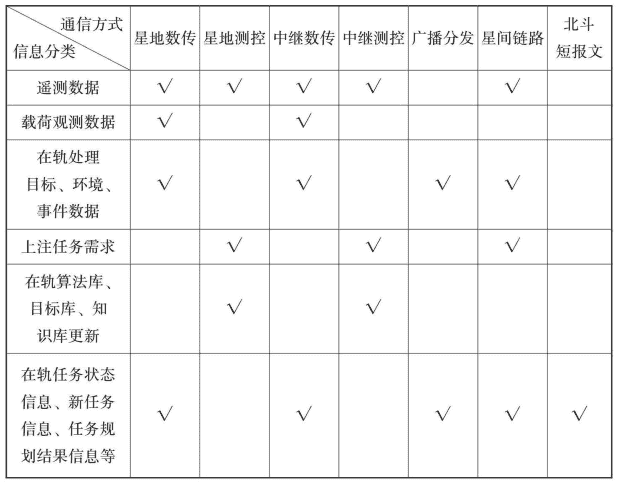 通信方式
信息分类
星地数传 星地测控 中继数传 中继测控 广播分发 星间链路 北斗
短报文
遥测数据 √ √ √ √ √
载荷观测数据 √ √
在轨处理
目标、环境、 √ √ √ √
事件数据
上注任务需求 √ √ √
在轨算法库、
目标库、知 √ √
识库更新
在轨任务状态
信息、新任务 √ √ √ √ √
信息、任务规
划结果信息等